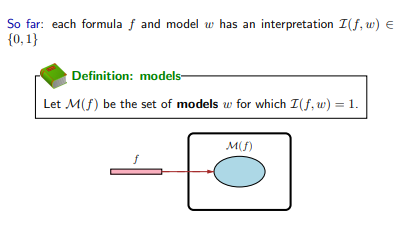 So far: each formula f and model w has an interpretation I(f, w) ∈
{0, 1}
Definition: models
Let M(f) be the set of models w for which I(f, w) = 1.
M(f)
f